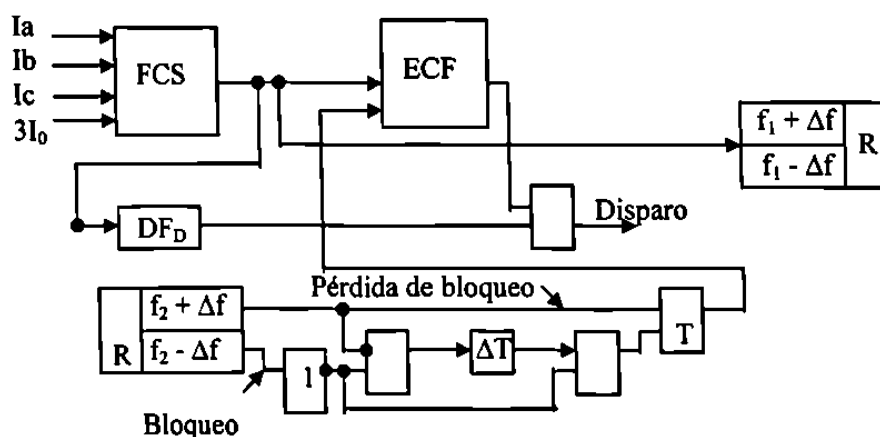 Ia
Ib
Ic
3I₀
FCS
ECF
f₁ + Δf
f₁ - Δf
R
DF_D
Disparo
Pérdida de bloqueo
f₂ + Δf
f₂ - Δf
R
1
ΔT
T
Bloqueo